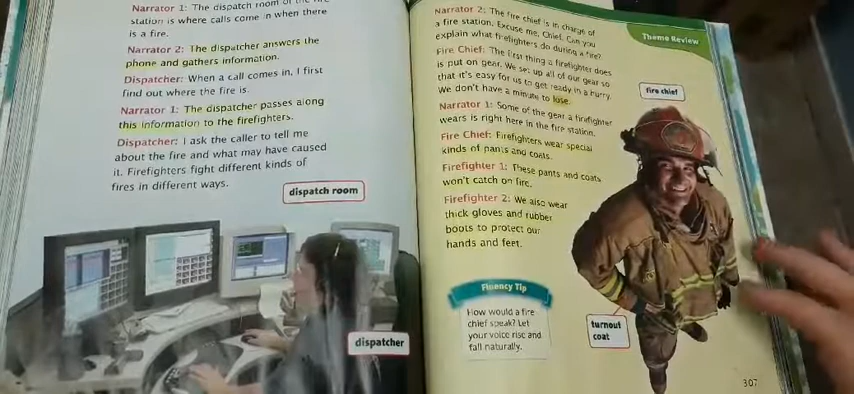 Narrator 1: The dispatch room of the fire
station is where calls come in when there
is a fire.
Narrator 2: The dispatcher answers the
phone and gathers information.
Dispatcher: When a call comes in, I first
find out where the fire is.
Narrator 1: The dispatcher passes along
this information to the firefighters.
Dispatcher: I ask the caller to tell me
about the fire and what may have caused
it. Firefighters fight different kinds of
fires in different ways.
dispatch room
dispatcher
Narrator 2: The fire chief is in charge of
a fire station. Excuse me, Chief. Can you
explain what firefighters do during a fire?
Fire Chief: The first thing a firefighter does
is put on gear. We set up all of our gear so
that it's easy for us to get ready in a hurry.
We don't have a minute to lose.
Narrator 1: Some of the gear a firefighter
wears is right here in the fire station.
Fire Chief: Firefighters wear special
kinds of pants and coats.
Firefighter 1: These pants and coats
won't catch on fire.
Firefighter 2: We also wear
thick gloves and rubber
boots to protect our
hands and feet.
Fluency Tip
How would a fire
chief speak? Let
your voice rise and
fall naturally.
Theme Review
fire chief
turnout
coat
307